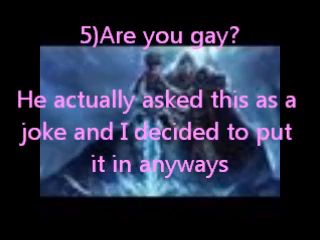 5)Are you gay?
He actually asked this as a
joke and I decided to put
it in anyways